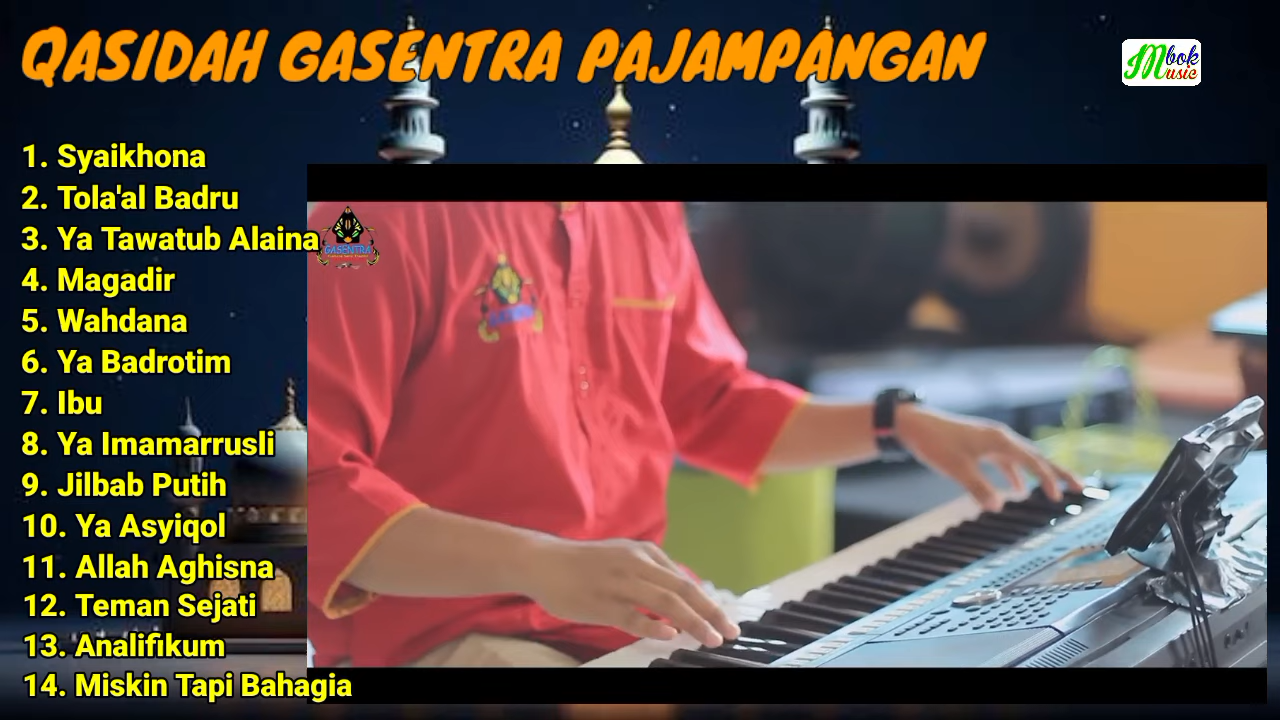 QASIDAH GASENTRA PAJAMPANGAN
Mbok
Music
1. Syaikhona
2. Tola'al Badru
3. Ya Tawatub Alaina
GASENTRA
4. Magadir
5. Wahdana
6. Ya Badrotim
7. Ibu
8. Ya Imamarrusli
9. Jilbab Putih
10. Ya Asyiqol
11. Allah Aghisna
12. Teman Sejati
13. Analifikum
14. Miskin Tapi Bahagia